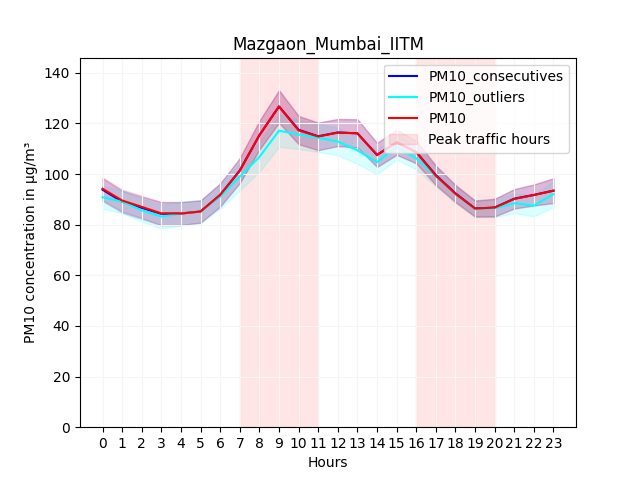 Mazgaon_Mumbai_IITM
PM10_consecutives
PM10_outliers
PM10
Peak traffic hours
PM10 concentration in µg/m³
140
120
100
80
60
40
20
0
0 1 2 3 4 5 6 7 8 9 10 11 12 13 14 15 16 17 18 19 20 21 22 23
Hours